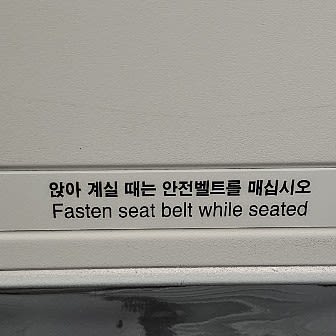 앉아 계실 때는 안전벨트를 매십시오
Fasten seat belt while seated